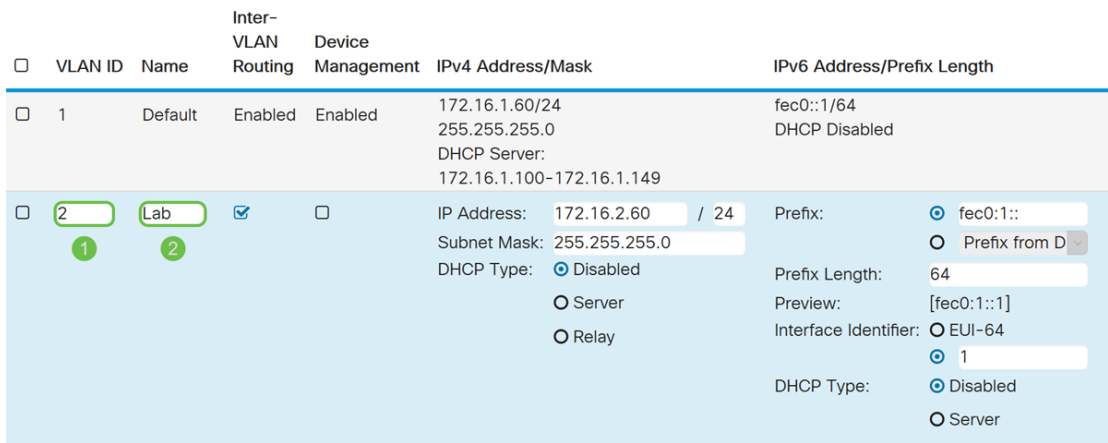 Inter-
VLAN Device
VLAN ID Name Routing Management IPv4 Address/Mask IPv6 Address/Prefix Length
1 Default Enabled Enabled 172.16.1.60/24 fec0::1/64
255.255.255.0 DHCP Disabled
DHCP Server:
172.16.1.100-172.16.1.149
2 Lab IP Address: 172.16.2.60 / 24 Prefix: fec0:1::
1 2 Subnet Mask: 255.255.255.0 Prefix from D
DHCP Type: Disabled Prefix Length: 64
Server Preview: [fec0:1::1]
Relay Interface Identifier: EUI-64
1
DHCP Type: Disabled
Server